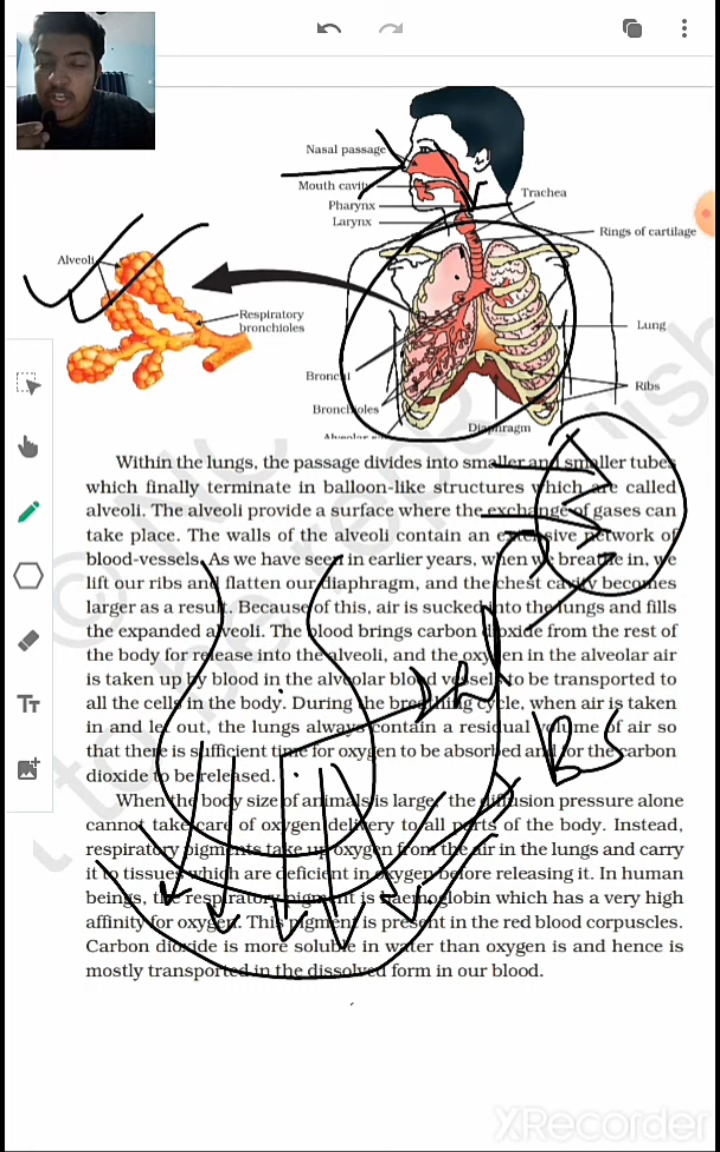 Nasal passage
Mouth cavity
Pharynx
Larynx
Trachea
Rings of cartilage
Alveoli
Respiratory
bronchioles
Lung
Bronchi
Ribs
Bronchioles
Diaphragm
Within the lungs, the passage divides into smaller and smaller tubes
which finally terminate in balloon-like structures which are called
alveoli. The alveoli provide a surface where the exchange of gases can
take place. The walls of the alveoli contain an extensive network of
blood-vessels. As we have seen in earlier years, when we breathe in, we
lift our ribs and flatten our diaphragm, and the chest cavity becomes
larger as a result. Because of this, air is sucked into the lungs and fills
the expanded alveoli. The blood brings carbon dioxide from the rest of
the body for release into the alveoli, and the oxygen in the alveolar air
is taken up by blood in the alveolar blood vessels to be transported to
all the cells in the body. During the breathing cycle, when air is taken
in and let out, the lungs always contain a residual volume of air so
that there is sufficient time for oxygen to be absorbed and for the carbon
dioxide to be released.
When the body size of animals is large, the diffusion pressure alone
cannot take care of oxygen delivery to all parts of the body. Instead,
respiratory pigments take up oxygen from the air in the lungs and carry
it to tissues which are deficient in oxygen before releasing it. In human
beings, the respiratory pigment is haemoglobin which has a very high
affinity for oxygen. This pigment is present in the red blood corpuscles.
Carbon dioxide is more soluble in water than oxygen is and hence is
mostly transported in the dissolved form in our blood.
BS
TT
XRecorder